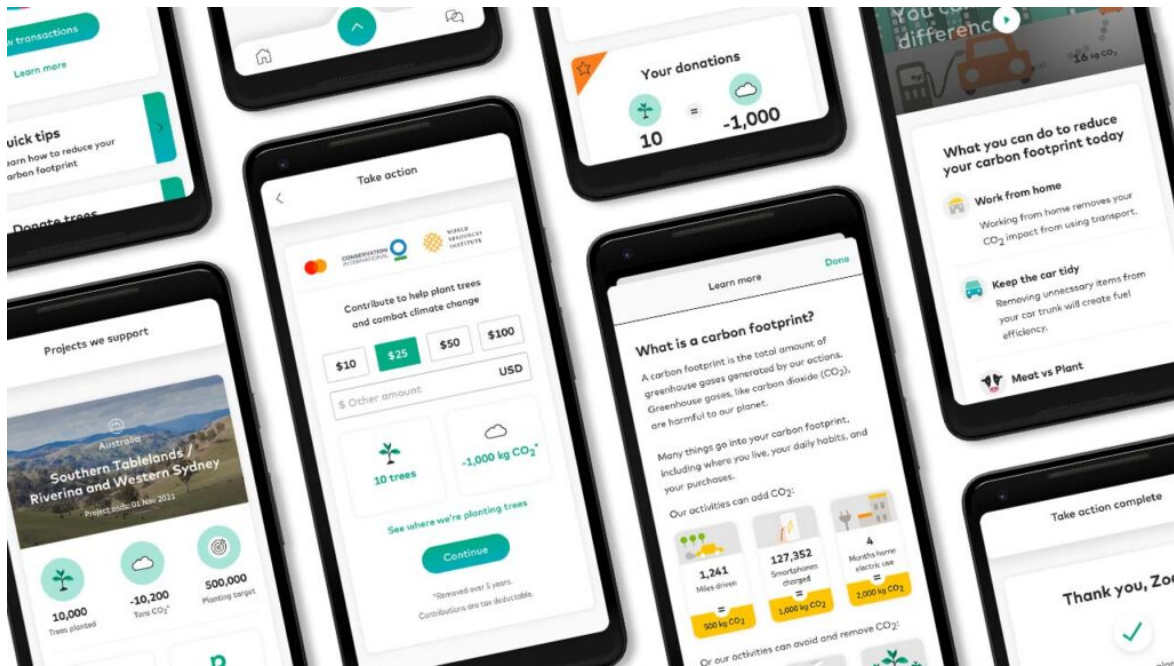 w transactions
Learn more
uick tips
earn how to reduce your
arbon footprint
Donate trees
Projects we support
Australia
Southern Tablelands /
Riverina and Western Sydney
Project ends: 01 Nov 2021
10,000
Trees planted
-10,200
Tons CO2*
500,000
Planting target
Take action
CONSERVATION
INTERNATIONAL
WORLD
RESOURCES
INSTITUTE
Contribute to help plant trees
and combat climate change
$10
$25
$50
$100
$ Other amount
USD
10 trees
-1,000 kg CO2*
See where we're planting trees
Continue
Contributions are tax deductable.
Your donations
10
=
-1,000
Learn more
Done
What is a carbon footprint?
A carbon footprint is the total amount of
greenhouse gases generated by our actions.
Greenhouse gases, like carbon dioxide (CO2),
are harmful to our planet.
Many things go into your carbon footprint,
including where you live, your daily habits, and
your purchases.
Our activities can add CO2:
1,241
Miles driven
=
500 kg CO2
127,352
Smartphones
charged
=
1,000 kg CO2
4
Months home
electric use
=
2,000 kg CO2
Or our activities can avoid and remove CO2:
You ca
differenc
16 kg CO2
What you can do to reduce
your carbon footprint today
Work from home
Working from home removes your
CO2 impact from using transport.
Keep the car tidy
Removing unnecssary items from
your car trunk will create fuel
efficiency.
Meat vs Plant
Take action complete
Thank you, Zo